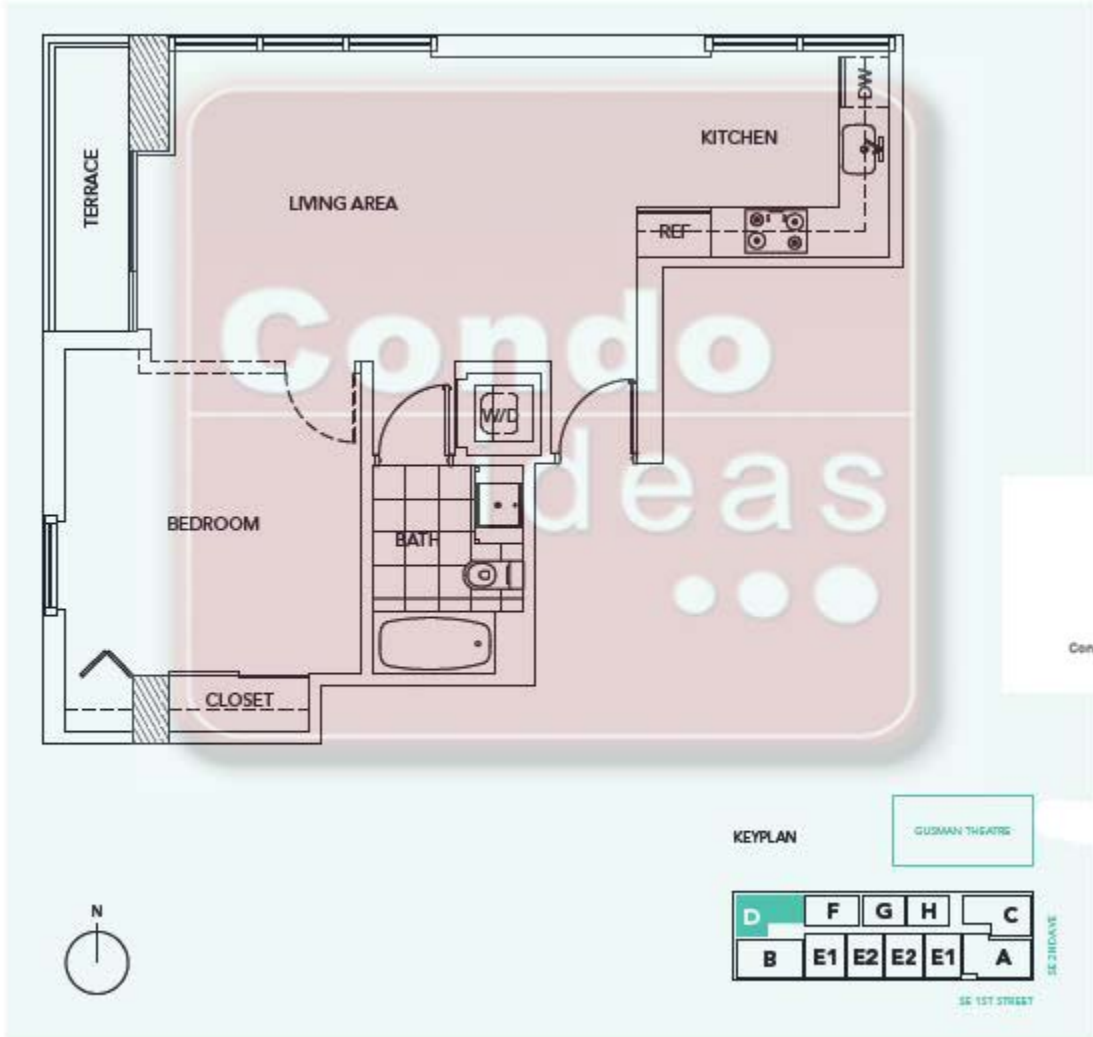 DW
KITCHEN
TERRACE
LIVING AREA
REF
Condo
W/D
ideas
BEDROOM
BATH
CLOSET
KEYPLAN
GUSMAN THEATRE
N
D
F
G
H
C
B
E1
E2
E2
E1
A
SE 2ND AVE
SE 1ST STREET